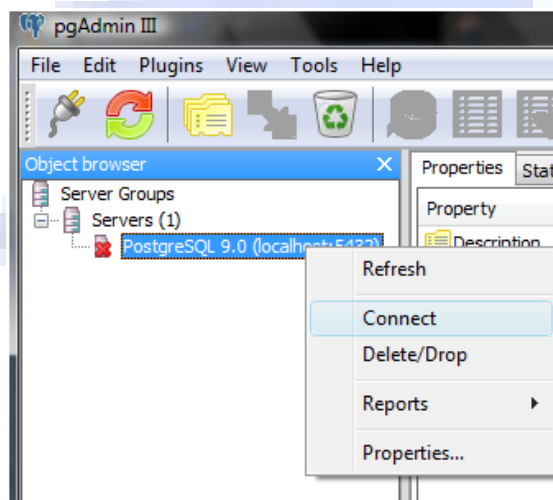 pgAdmin III
File Edit Plugins View Tools Help
Object browser
Properties
Server Groups
Property
Servers (1)
PostgreSQL 9.0 (localhost:5432)
Description
Refresh
Connect
Delete/Drop
Reports
Properties...